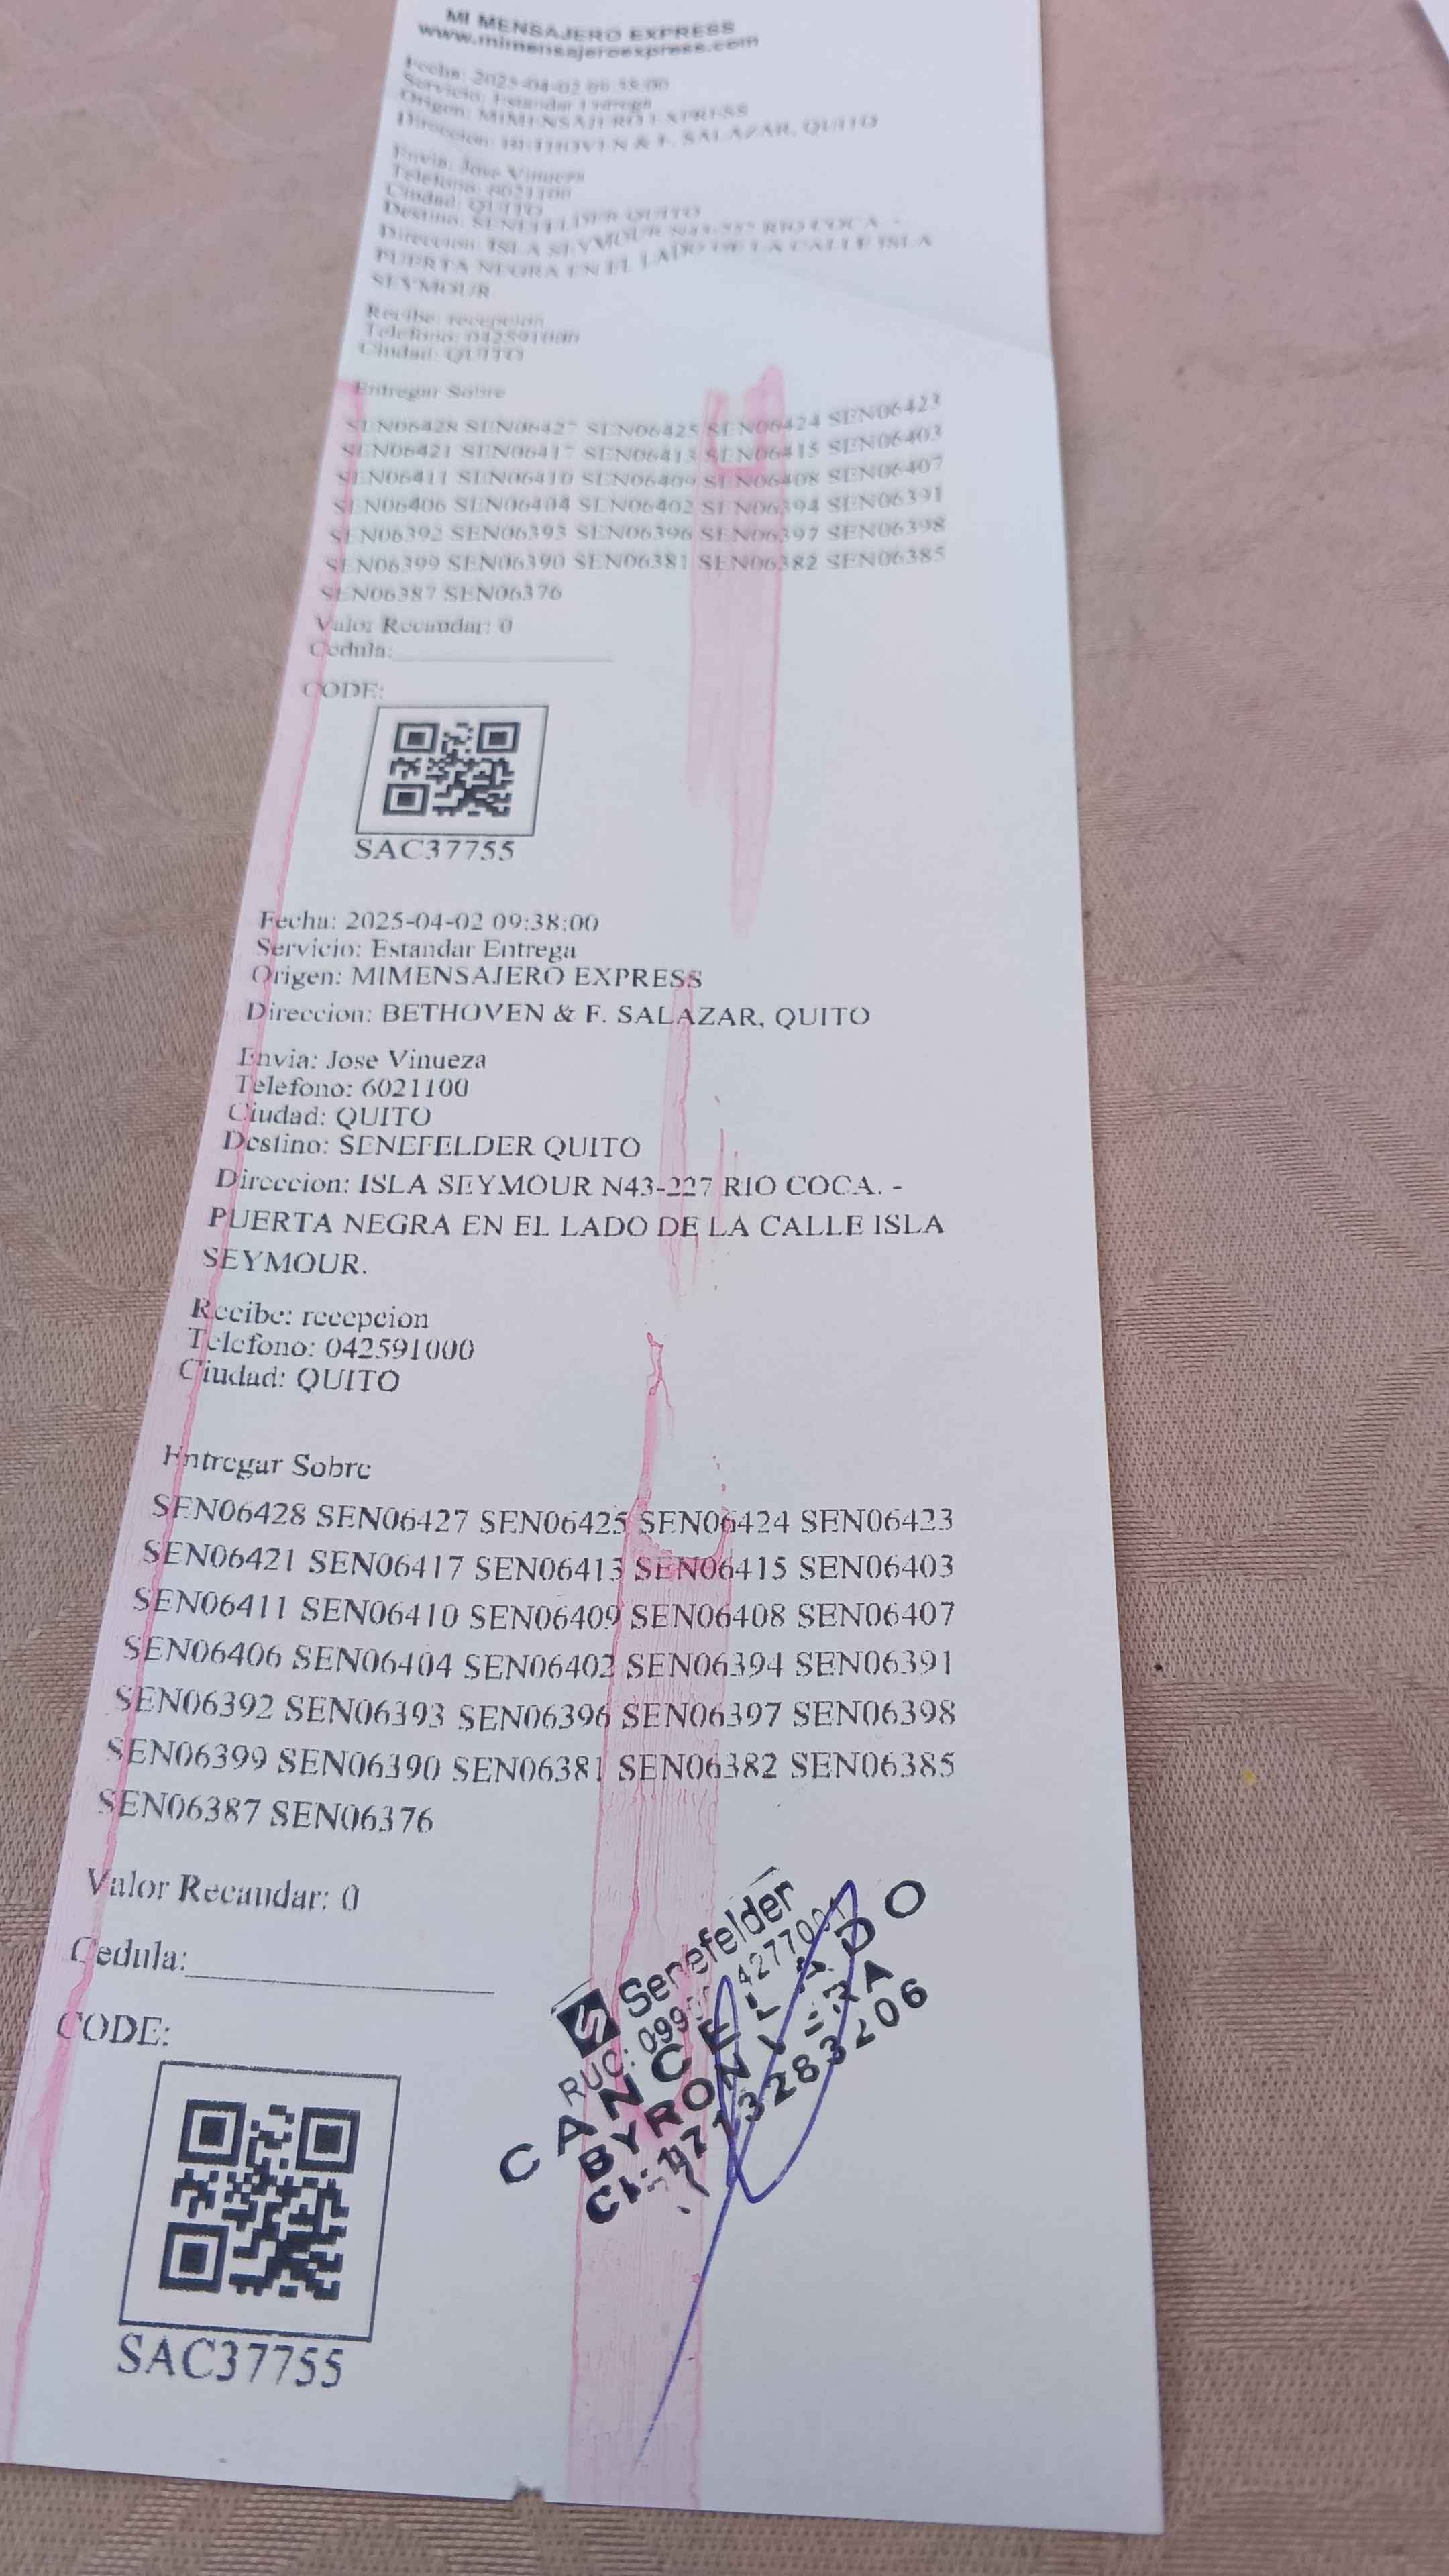 MI MENSAJERO EXPRESS
www.mimensajeroexpress.com
Fecha: 2025-04-02
Servicio: Estandar Entrega
Origen: MIMENSAJERO EXPRESS
Direccion: BETHOVEN & F. SALAZAR, QUITO
Envia: Jose Vinueza
Telefono: 6021100
Ciudad: QUITO
Destino: SENEFELDER QUITO
Direccion: ISLA SEYMOUR N43-227 RIO COCA. -
PUERTA NEGRA EN EL LADO DE LA CALLE ISLA
SEYMOUR.
Recibe: recepcion
Telefono: 042591000
Ciudad: QUITO
Entregar Sobre
SEN06428 SEN06427 SEN06425 SEN06424 SEN06423
SEN06421 SEN06417 SEN06413 SEN06415 SEN06403
SEN06411 SEN06410 SEN06409 SEN06408 SEN06407
SEN06406 SEN06404 SEN06402 SEN06394 SEN06391
SEN06392 SEN06393 SEN06396 SEN06397 SEN06398
SEN06399 SEN06390 SEN06381 SEN06382 SEN06385
SEN06387 SEN06376
Valor Recaudar: 0
Cedula:
CODE:
SAC37755
Fecha: 2025-04-02 09:38:00
Servicio: Estandar Entrega
Origen: MIMENSAJERO EXPRESS
Direccion: BETHOVEN & F. SALAZAR, QUITO
Envia: Jose Vinueza
Telefono: 6021100
Ciudad: QUITO
Destino: SENEFELDER QUITO
Direccion: ISLA SEYMOUR N43-227 RIO COCA. -
PUERTA NEGRA EN EL LADO DE LA CALLE ISLA
SEYMOUR.
Recibe: recepcion
Telefono: 042591000
Ciudad: QUITO
Entregar Sobre
SEN06428 SEN06427 SEN06425 SEN06424 SEN06423
SEN06421 SEN06417 SEN06413 SEN06415 SEN06403
SEN06411 SEN06410 SEN06409 SEN06408 SEN06407
SEN06406 SEN06404 SEN06402 SEN06394 SEN06391
SEN06392 SEN06393 SEN06396 SEN06397 SEN06398
SEN06399 SEN06390 SEN06381 SEN06382 SEN06385
SEN06387 SEN06376
Valor Recaudar: 0
Cedula:
CODE:
SAC37755
Senefelder
RUC:
CANCELADO
BYRON VERA